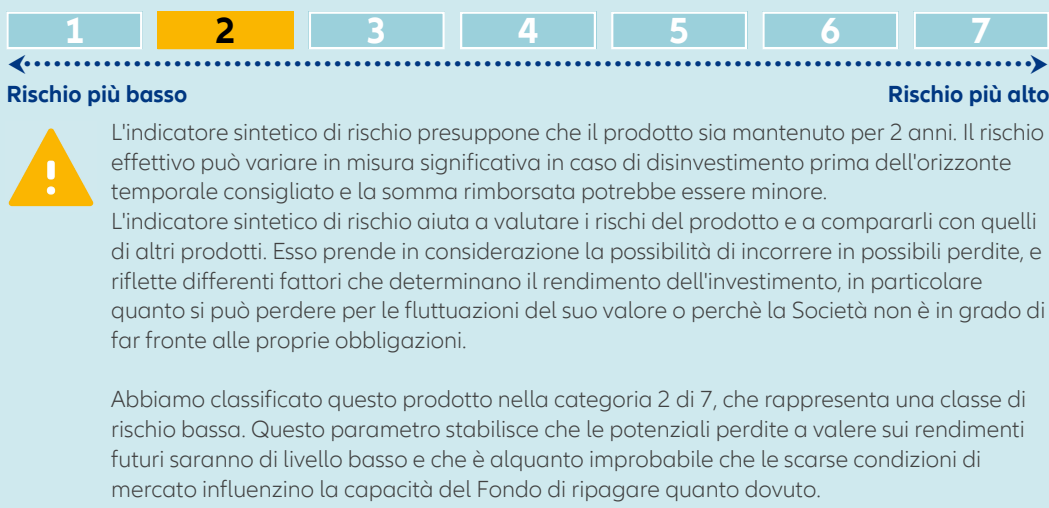 1 2 3 4 5 6 7
Rischio più basso Rischio più alto
L'indicatore sintetico di rischio presuppone che il prodotto sia mantenuto per 2 anni. Il rischio
effettivo può variare in misura significativa in caso di disinvestimento prima dell'orizzonte
temporale consigliato e la somma rimborsata potrebbe essere minore.
L'indicatore sintetico di rischio aiuta a valutare i rischi del prodotto e a compararli con quelli
di altri prodotti. Esso prende in considerazione la possibilità di incorrere in possibili perdite, e
riflette differenti fattori che determinano il rendimento dell'investimento, in particolare
quanto si può perdere per le fluttuazioni del suo valore o perchè la Società non è in grado di
far fronte alle proprie obbligazioni.
Abbiamo classificato questo prodotto nella categoria 2 di 7, che rappresenta una classe di
rischio bassa. Questo parametro stabilisce che le potenziali perdite a valere sui rendimenti
futuri saranno di livello basso e che è alquanto improbabile che le scarse condizioni di
mercato influenzino la capacità del Fondo di ripagare quanto dovuto.